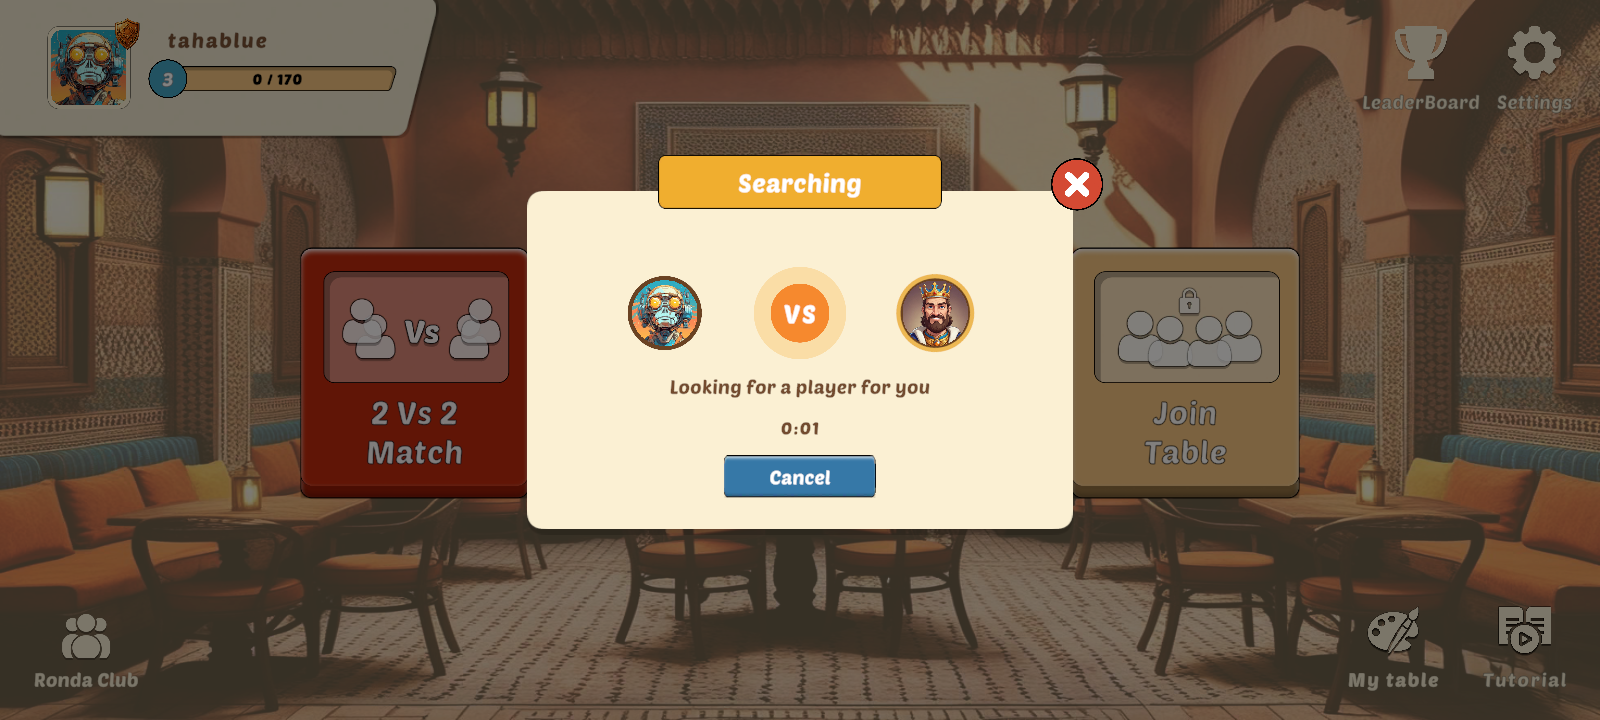 tahablue
3
0 / 170
LeaderBoard
Settings
Searching
Vs
2 Vs 2
Match
VS
Looking for a player for you
0:01
Cancel
Join
Table
Ronda Club
My table
Tutorial